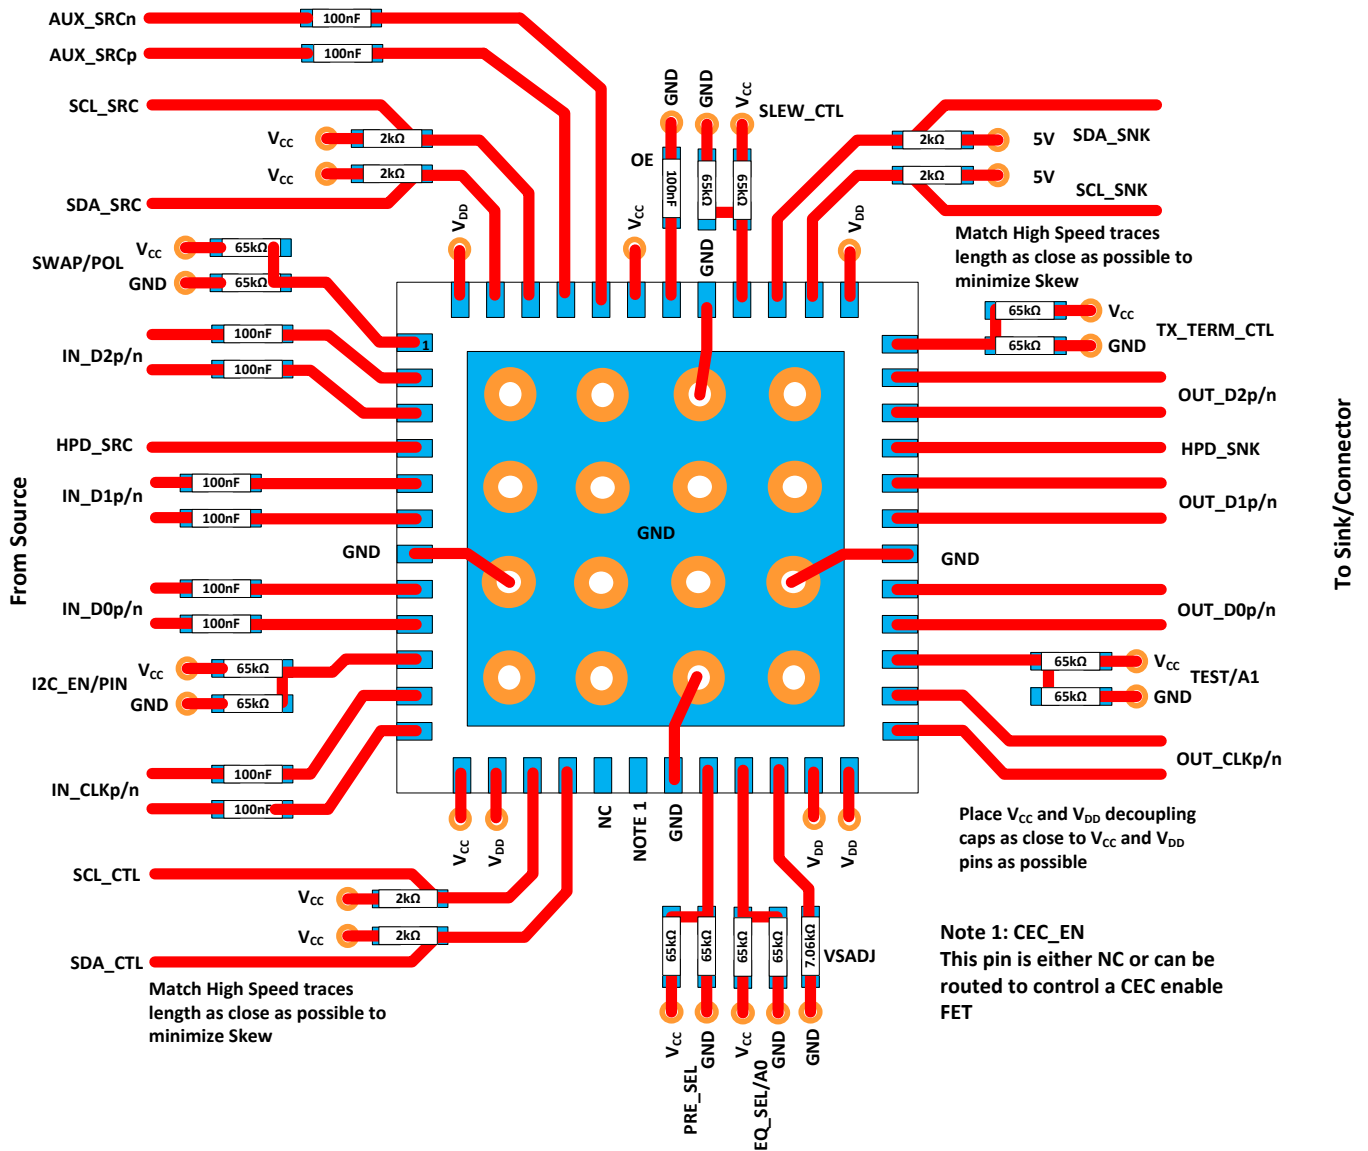 AUX_SRCn
100nF
AUX_SRCp
100nF
SCL_SRC
VCC
2kΩ
VCC
2kΩ
SDA_SRC
VCC
65kΩ
SWAP/POL
GND
65kΩ
IN_D2p/n
100nF
100nF
HPD_SRC
IN_D1p/n
100nF
100nF
GND
IN_D0p/n
100nF
100nF
VCC
65kΩ
I2C_EN/PIN
GND
65kΩ
IN_CLKp/n
100nF
100nF
SCL_CTL
VCC
2kΩ
VCC
2kΩ
SDA_CTL
Match High Speed traces
length as close as possible to
minimize Skew
From Source
VDD
VCC
OE
GND
100nF
GND
65kΩ
VCC
65kΩ
SLEW_CTL
GND
VDD
1
GND
2kΩ
5V
SDA_SNK
2kΩ
5V
SCL_SNK
Match High Speed traces
length as close as possible to
minimize Skew
65kΩ
VCC
TX_TERM_CTL
65kΩ
GND
OUT_D2p/n
HPD_SNK
OUT_D1p/n
GND
OUT_D0p/n
65kΩ
VCC
TEST/A1
65kΩ
GND
OUT_CLKp/n
To Sink/Connector
VCC
VDD
NC
NOTE 1
GND
VDD
VDD
65kΩ
65kΩ
65kΩ
65kΩ
7.06kΩ
VSADJ
VCC
GND
VCC
GND
GND
PRE_SEL
EQ_SEL/A0
Place VCC and VDD decoupling
caps as close to VCC and VDD
pins as possible
Note 1: CEC_EN
This pin is either NC or can be
routed to control a CEC enable
FET